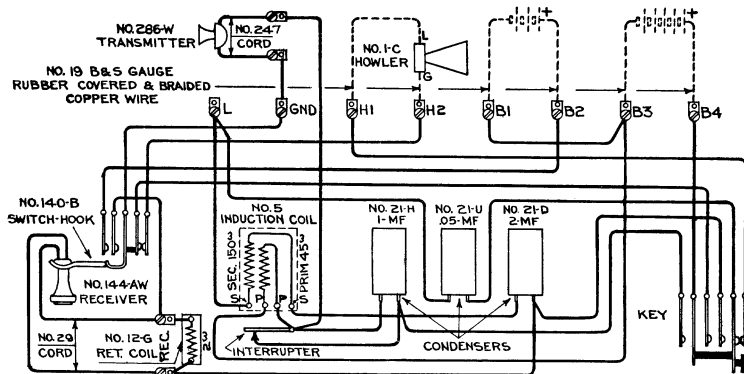 NO. 286-W
TRANSMITTER
NO. 247
CORD
NO. 1-C
HOWLER
L
G
+
+
NO. 19 B&S GAUGE
RUBBER COVERED & BRAIDED
COPPER WIRE
L
GND
H1
H2
B1
B2
B3
B4
NO. 140-B
SWITCH-HOOK
NO. 5
INDUCTION COIL
SEC. 150ω
PRIM 45ω
S
P
P
S
NO. 21-H
1-MF
NO. 21-U
.05-MF
NO. 21-D
2-MF
NO. 144-AW
RECEIVER
KEY
NO. 29
CORD
NO. 12-G
RET. COIL
REC.
INTERRUPTER
CONDENSERS